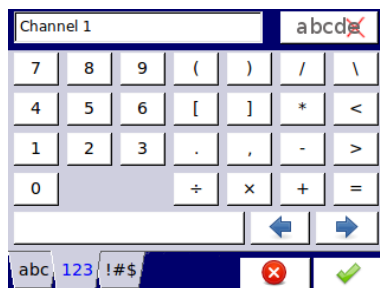 Channel 1 abcde
7 8 9 ( ) / \
4 5 6 [ ] * <
1 2 3 . , - >
0 ÷ × + =
abc 123 !#$